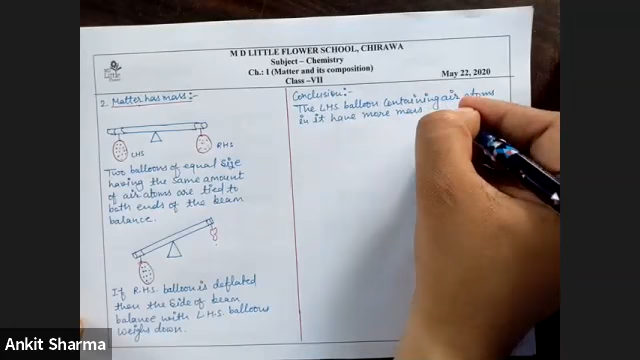 M D LITTLE FLOWER SCHOOL, CHIRAWA
Subject – Chemistry
Ch.: I (Matter and its composition)
Class –VII
May 22, 2020
2. Matter has mass:-
LHS
RHS
Two balloons of equal size
having the same amount
of air atoms are tied to
both ends of the beam
balance.
If R.H.S. balloon is deflated
then the side of beam
balance with L.H.S. balloons
weighs down.
Conclusion:-
The LHS balloon containing air atoms
in it have more mass
Ankit Sharma